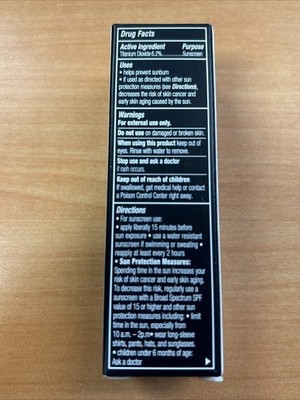 Drug Facts
Active Ingredient Purpose
Titanium Dioxide 6.2% Sunscreen
Uses
• helps prevent sunburn
• if used as directed with other sun
protection measures (see Directions),
decreases the risk of skin cancer and
early skin aging caused by the sun.
Warnings
For external use only.
Do not use on damaged or broken skin.
When using this product keep out of
eyes. Rinse with water to remove.
Stop use and ask a doctor
if rash occurs.
Keep out of reach of children
If swallowed, get medical help or contact
a Poison Control Center right away.
Directions
• For sunscreen use:
• apply liberally 15 minutes before
sun exposure • use a water resistant
sunscreen if swimming or sweating •
reapply at least every 2 hours
• Sun Protection Measures:
Spending time in the sun increases your
risk of skin cancer and early skin aging.
To decrease this risk, regularly use a
sunscreen with a Broad Spectrum SPF
value of 15 or higher and other sun
protection measures including: • limit
time in the sun, especially from
10 a.m. – 2p.m• wear long-sleeve
shirts, pants, hats, and sunglasses.
• children under 6 months of age:
Ask a doctor